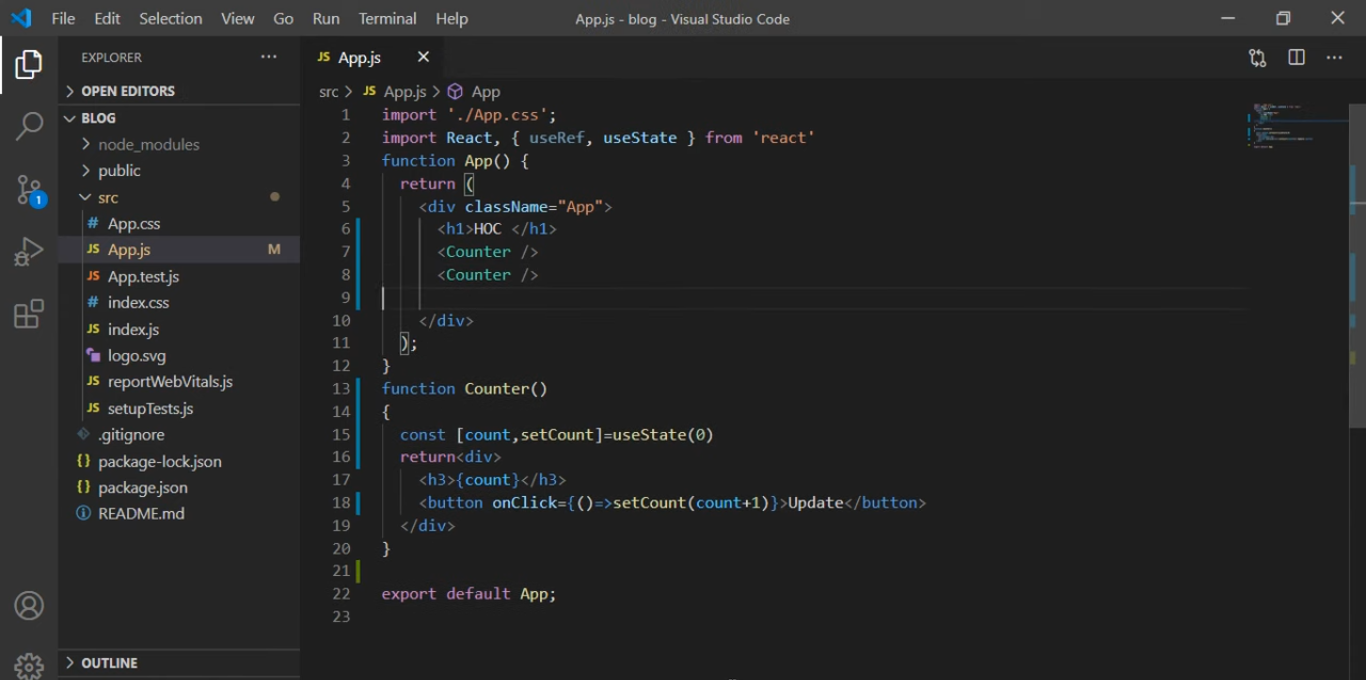 File Edit Selection View Go Run Terminal Help App.js - blog - Visual Studio Code
EXPLORER ···
OPEN EDITORS
BLOG
node_modules
public
src
# App.css
JS App.js M
JS App.test.js
# index.css
JS index.js
logo.svg
JS reportWebVitals.js
JS setupTests.js
.gitignore
{} package-lock.json
{} package.json
README.md
OUTLINE
1
JS App.js
src > JS App.js > App
1 import './App.css';
2 import React, { useRef, useState } from 'react'
3 function App() {
4 return (
5 <div className="App">
6 <h1>HOC </h1>
7 <Counter />
8 <Counter />
9
10 </div>
11 );
12 }
13 function Counter()
14 {
15 const [count,setCount]=useState(0)
16 return<div>
17 <h3>{count}</h3>
18 <button onClick={()=>setCount(count+1)}>Update</button>
19 </div>
20 }
21
22 export default App;
23